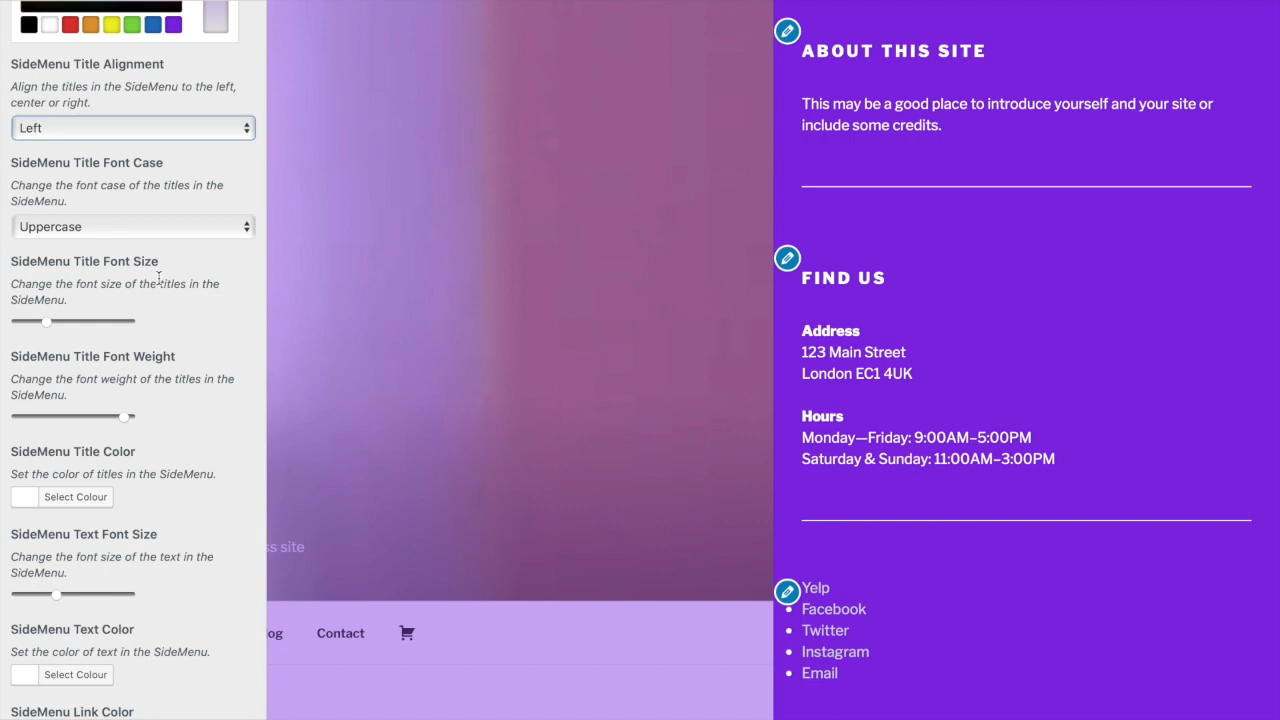 SideMenu Title Alignment
Align the titles in the SideMenu to the left,
center or right.
Left
SideMenu Title Font Case
Change the font case of the titles in the
SideMenu.
Uppercase
SideMenu Title Font Size
Change the font size of the titles in the
SideMenu.
SideMenu Title Font Weight
Change the font weight of the titles in the
SideMenu.
SideMenu Title Color
Set the color of titles in the SideMenu.
Select Colour
SideMenu Text Font Size
Change the font size of the text in the
SideMenu.
SideMenu Text Color
Set the color of text in the SideMenu.
Select Colour
SideMenu Link Color
ss site
og Contact
ABOUT THIS SITE
This may be a good place to introduce yourself and your site or
include some credits.
FIND US
Address
123 Main Street
London EC1 4UK
Hours
Monday—Friday: 9:00AM–5:00PM
Saturday & Sunday: 11:00AM–3:00PM
Yelp
Facebook
Twitter
Instagram
Email